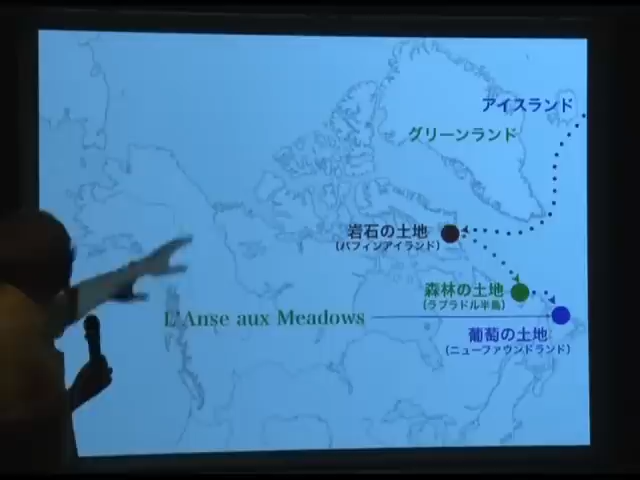 アイスランド
グリーンランド
岩石の土地
(バフィンアイランド)
森林の土地
(ラブラドル半島)
L'Anse aux Meadows
葡萄の土地
(ニューファウンドランド)